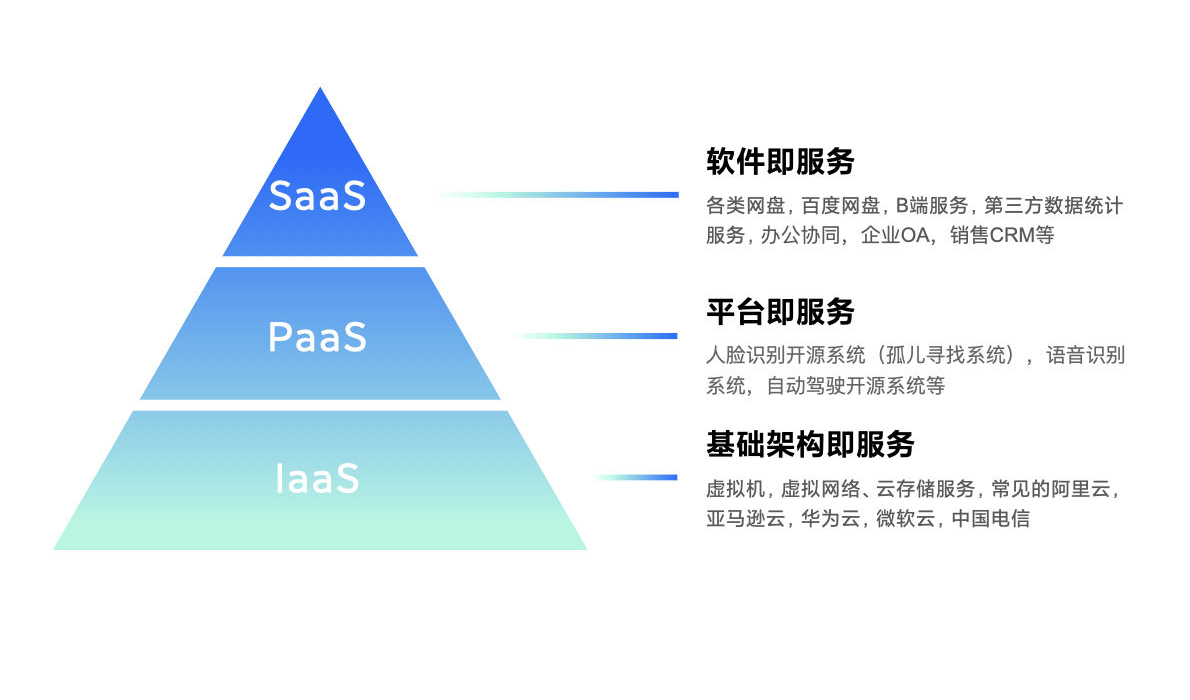 SaaS
软件即服务
各类网盘, 百度网盘, B端服务, 第三方数据统计
服务, 办公协同，企业OA，销售CRM等
PaaS
平台即服务
人脸识别开源系统（孤儿寻找系统），语音识别
系统，自动驾驶开源系统等
IaaS
基础架构即服务
虚拟机, 虚拟网络、云存储服务, 常见的阿里云,
亚马逊云, 华为云, 微软云, 中国电信